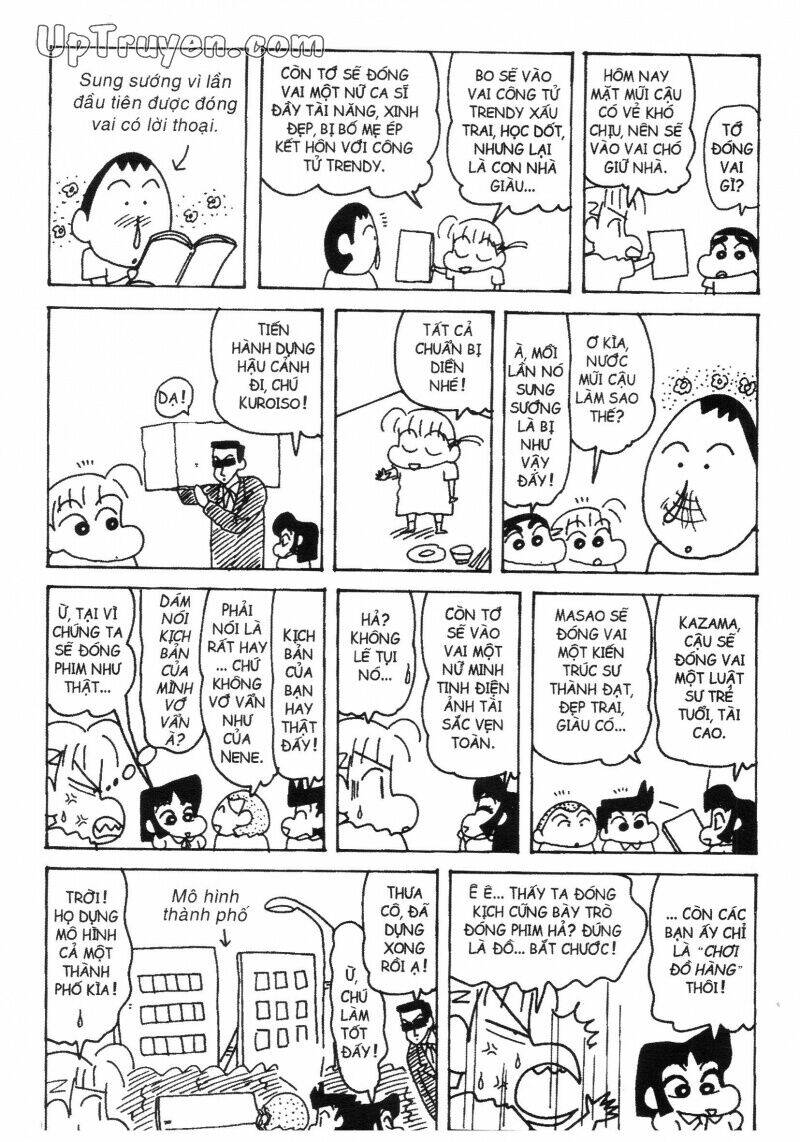 UpTruyen.com
TỚ
ĐÓNG
VAI
GÌ?
HÔM NAY
MẶT MŨI CẬU
CÓ VẺ KHÓ
CHỊU, NÊN SẼ
VÀO VAI CHÓ
GIỮ NHÀ.
BO SẼ VÀO
VAI CÔNG TỬ
TRENDY XẤU
TRAI, HỌC DỐT,
NHƯNG LẠI
LÀ CON NHÀ
GIÀU...
CÒN TỚ SẼ ĐÓNG
VAI MỘT NỮ CA SĨ
ĐẦY TÀI NĂNG, XINH
ĐẸP, BỊ BỐ MẸ ÉP
KẾT HÔN VỚI CÔNG
TỬ TRENDY.
Sung sướng vì lần
đầu tiên được đóng
vai có lời thoại.
Ơ KÌA,
NƯỚC
MŨI CẬU
LÀM SAO
THẾ?
À, MỖI
LẦN NÓ
SUNG
SƯỚNG
LÀ BỊ
NHƯ
VẬY
ĐẤY!
TẤT CẢ
CHUẨN BỊ
DIỄN
NHÉ!
TIẾN
HÀNH DỰNG
HẬU CẢNH
ĐI, CHÚ
KUROISO!
DẠ!
KAZAMA,
CẬU SẼ
ĐÓNG VAI
MỘT LUẬT
SƯ TRẺ
TUỔI, TÀI
CAO.
MASAO SẼ
ĐÓNG VAI
MỘT KIẾN
TRÚC SƯ
THÀNH ĐẠT,
ĐẸP TRAI,
GIÀU CÓ...
CÒN TỚ
SẼ VÀO
VAI MỘT
NỮ MINH
TINH ĐIỆN
ẢNH TÀI
SẮC VẸN
TOÀN.
HẢ?
KHÔNG
LẼ TỤI
NÓ...
KỊCH
BẢN
CỦA
BẠN
HAY
THẬT
ĐẤY!
PHẢI
NÓI LÀ
RẤT HAY
... CHỨ
KHÔNG
VỚ VẨN
NHƯ
CỦA
NENE.
DÁM
NÓI
KỊCH
BẢN
CỦA
MÌNH
VỚ
VẨN
À?
Ừ, TẠI VÌ
CHÚNG TA
SẼ ĐÓNG
PHIM NHƯ
THẬT...
... CÒN CÁC
BẠN ẤY CHỈ
LÀ "CHƠI
ĐỒ HÀNG"
THÔI!
Ê Ê... THẤY TA ĐÓNG
KỊCH CŨNG BÀY TRÒ
ĐÓNG PHIM HẢ? ĐÚNG
LÀ ĐỒ... BẮT CHƯỚC!
THƯA
CÔ, ĐÃ
DỰNG
XONG
RỒI Ạ!
Ừ,
CHÚ
LÀM
TỐT
ĐẤY!
Mô hình
thành phố
TRỜI!
HỌ DỰNG
MÔ HÌNH
CẢ MỘT
THÀNH
PHỐ KÌA!